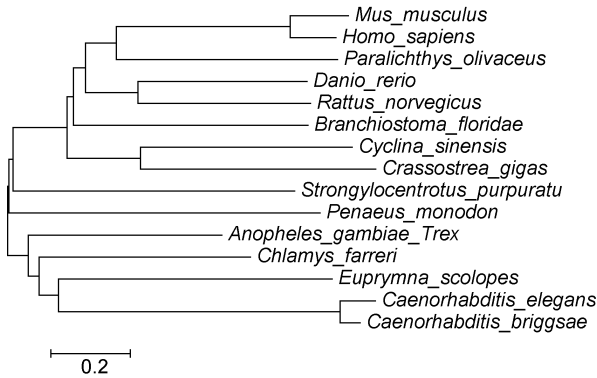 Mus_musculus
Homo_sapiens
Paralichthys_olivaceus
Danio_rerio
Rattus_norvegicus
Branchiostoma_floridae
Cyclina_sinensis
Crassostrea_gigas
Strongylocentrotus_purpuratu
Penaeus_monodon
Anopheles_gambiae_Trex
Chlamys_farreri
Euprymna_scolopes
Caenorhabditis_elegans
Caenorhabditis_briggsae
0.2